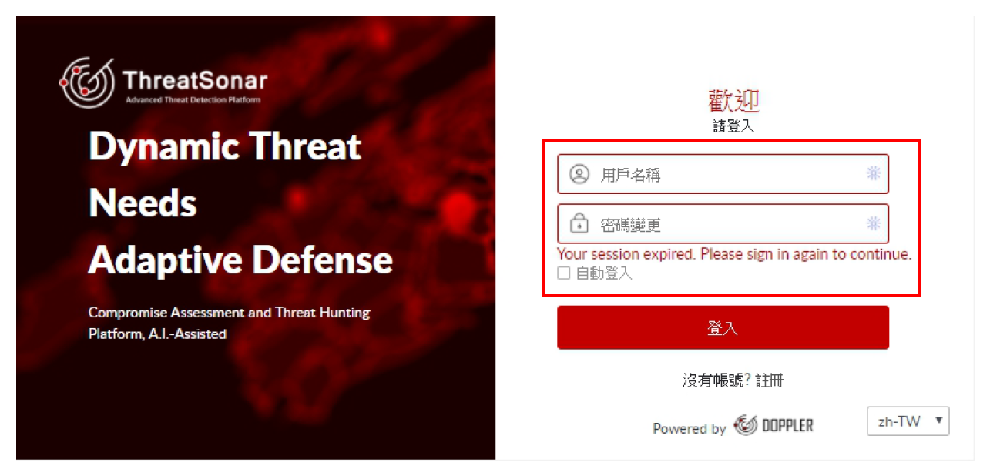 ThreatSonar
Advanced Threat Detection Platform
Dynamic Threat
Needs
Adaptive Defense
Compromise Assessment and Threat Hunting
Platform, A.I.-Assisted
歡迎
請登入
用戶名稱
密碼變更
Your session expired. Please sign in again to continue.
自動登入
登入
沒有帳號? 註冊
Powered by DOPPLER
zh-TW